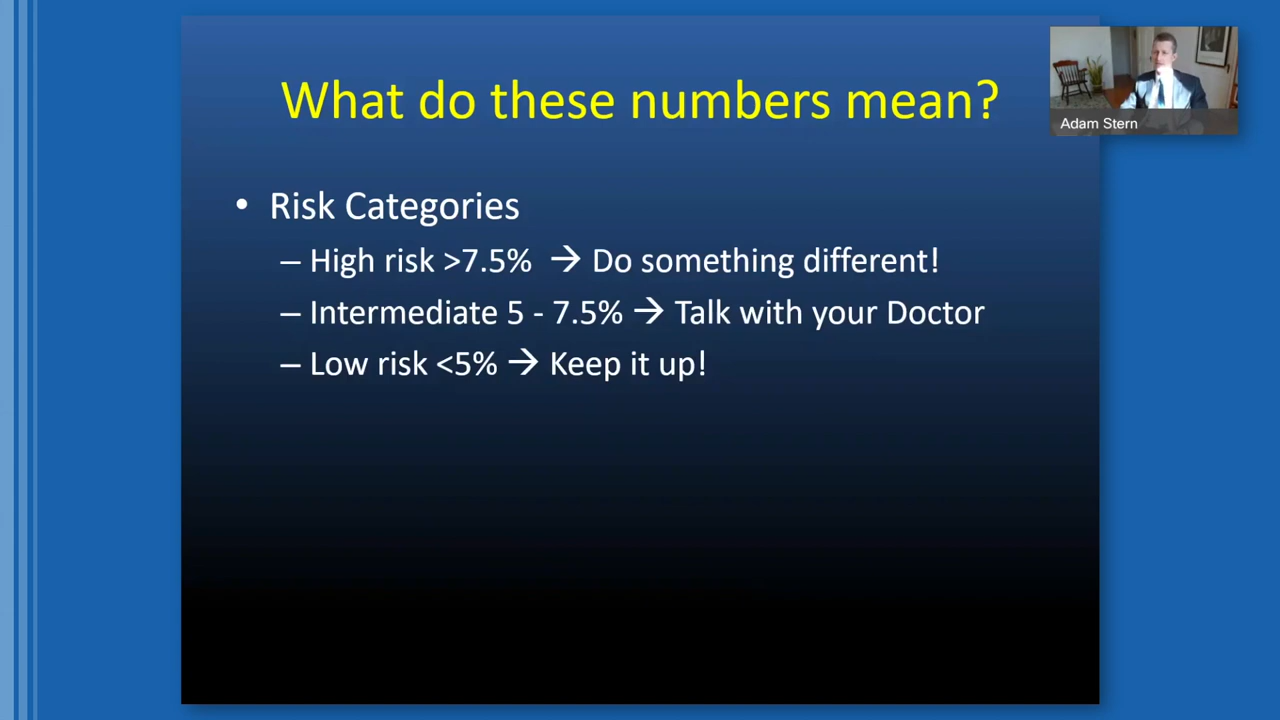 What do these numbers mean?
Adam Stern
• Risk Categories
– High risk >7.5% → Do something different!
– Intermediate 5 - 7.5% → Talk with your Doctor
– Low risk <5% → Keep it up!